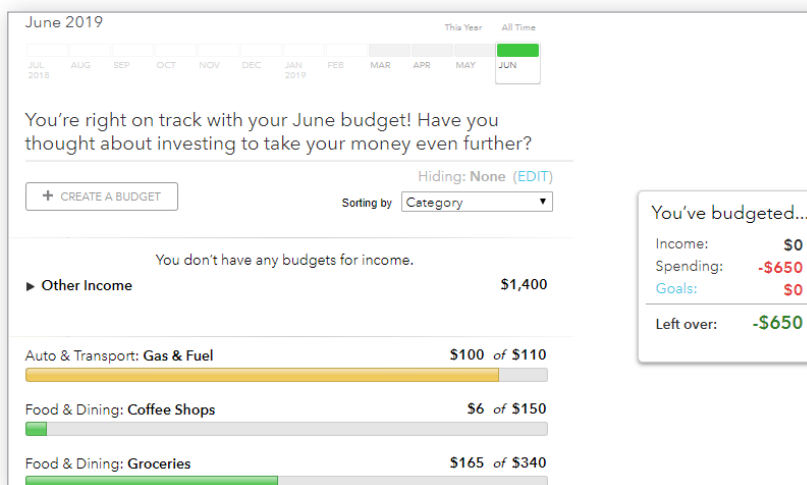 June 2019
This Year All Time
JUL AUG SEP OCT NOV DEC JAN FEB MAR APR MAY JUN
2018 2019
You're right on track with your June budget! Have you
thought about investing to take your money even further?
Hiding: None (EDIT)
+ CREATE A BUDGET
Sorting by Category
You don't have any budgets for income.
Other Income $1,400
Auto & Transport: Gas & Fuel $100 of $110
Food & Dining: Coffee Shops $6 of $150
Food & Dining: Groceries $165 of $340
You've budgeted...
Income: $0
Spending: -$650
Goals: $0
Left over: -$650